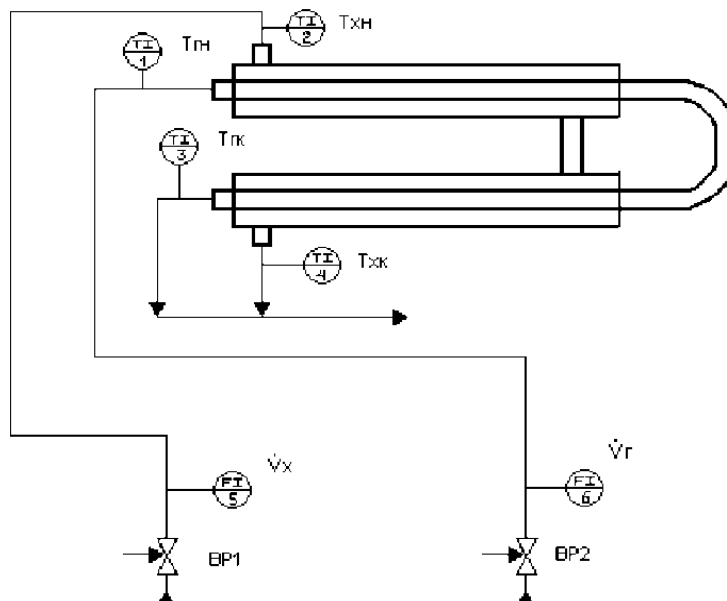 TI 2 Tхн
TI 1 Tгн
TI 3 Tгк
TI 4 Tхк
V̇х
V̇г
FI 5
FI 6
ВР1
ВР2